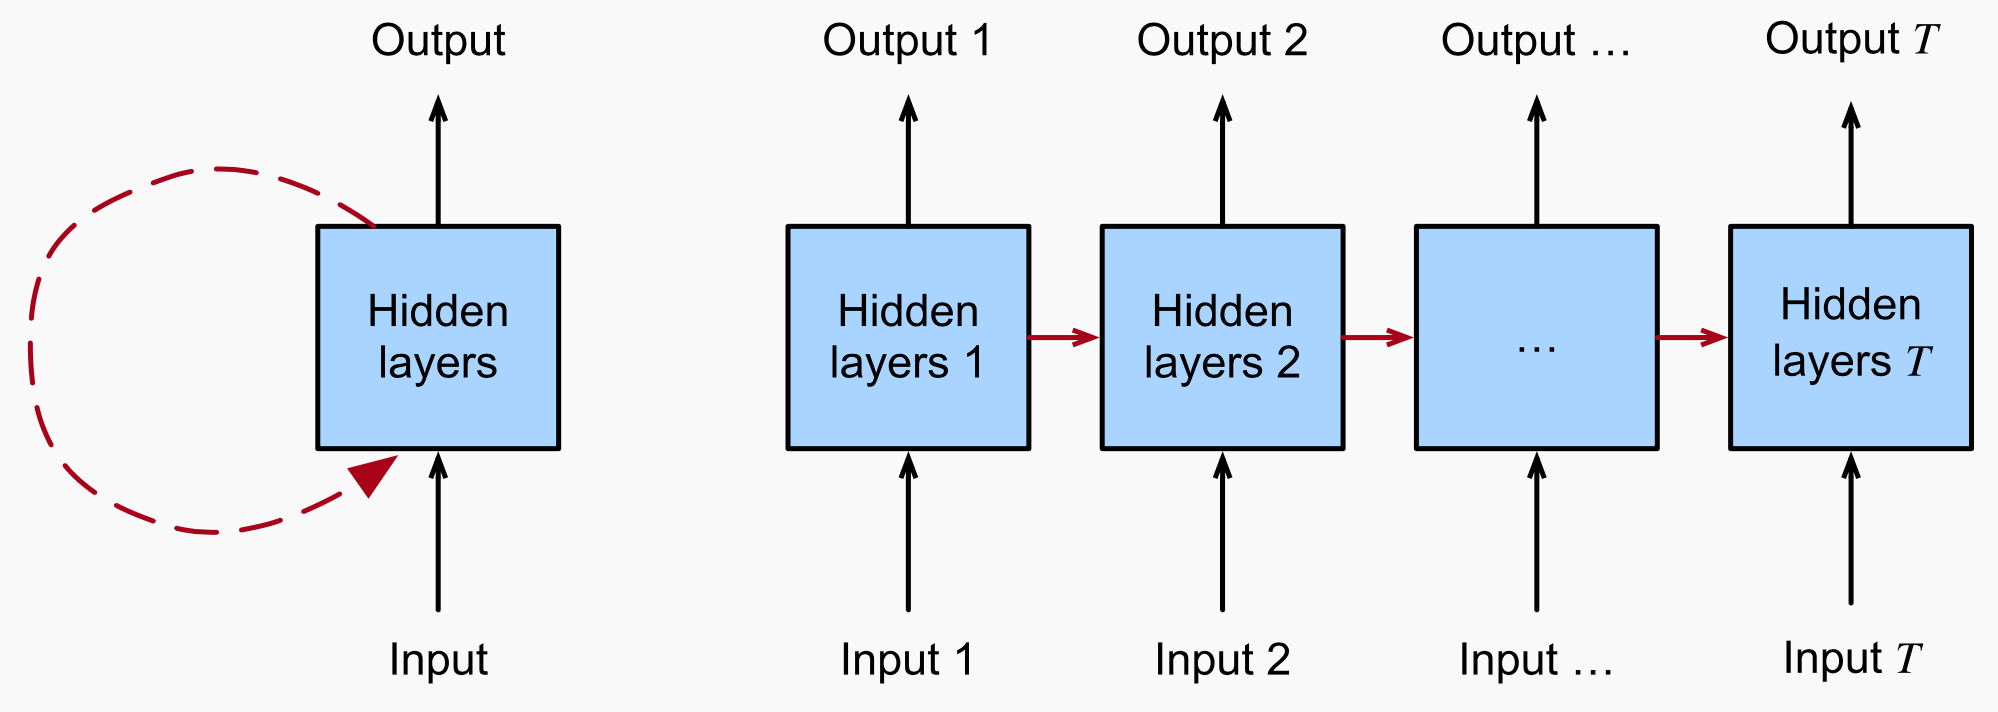 Output
Output 1
Output 2
Output …
Output T
Hidden
layers
Hidden
layers 1
Hidden
layers 2
…
Hidden
layers T
Input
Input 1
Input 2
Input …
Input T